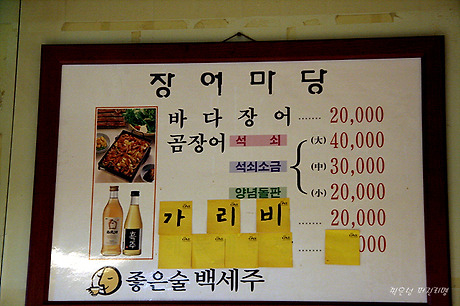 장어마당
바다장어 ....... 20,000
곰장어 석쇠 (大) 40,000
석쇠소금 (中) 30,000
양념돌판 (小) 20,000
가리비 ....... 20,000
,000
좋은술 백세주